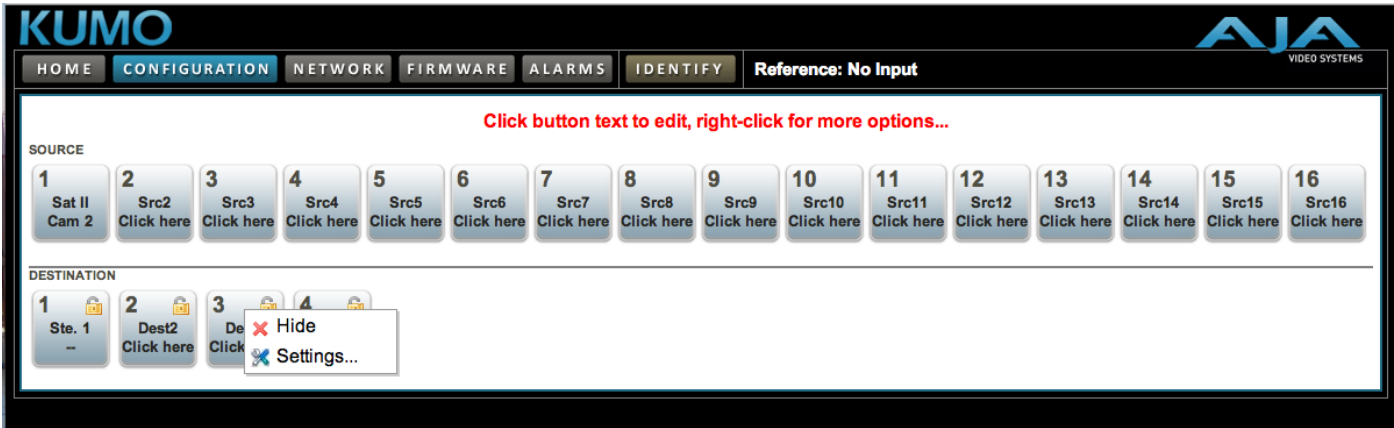 KUMO
AJA
VIDEO SYSTEMS
HOME CONFIGURATION NETWORK FIRMWARE ALARMS IDENTIFY Reference: No Input
Click button text to edit, right-click for more options...
SOURCE
1 2 3 4 5 6 7 8 9 10 11 12 13 14 15 16
Sat II Src2 Src3 Src4 Src5 Src6 Src7 Src8 Src9 Src10 Src11 Src12 Src13 Src14 Src15 Src16
Cam 2 Click here Click here Click here Click here Click here Click here Click here Click here Click here Click here Click here Click here Click here Click here Click here
DESTINATION
1 2 3 4
Ste. 1 Dest2 De Hide
-- Click here Click Settings...